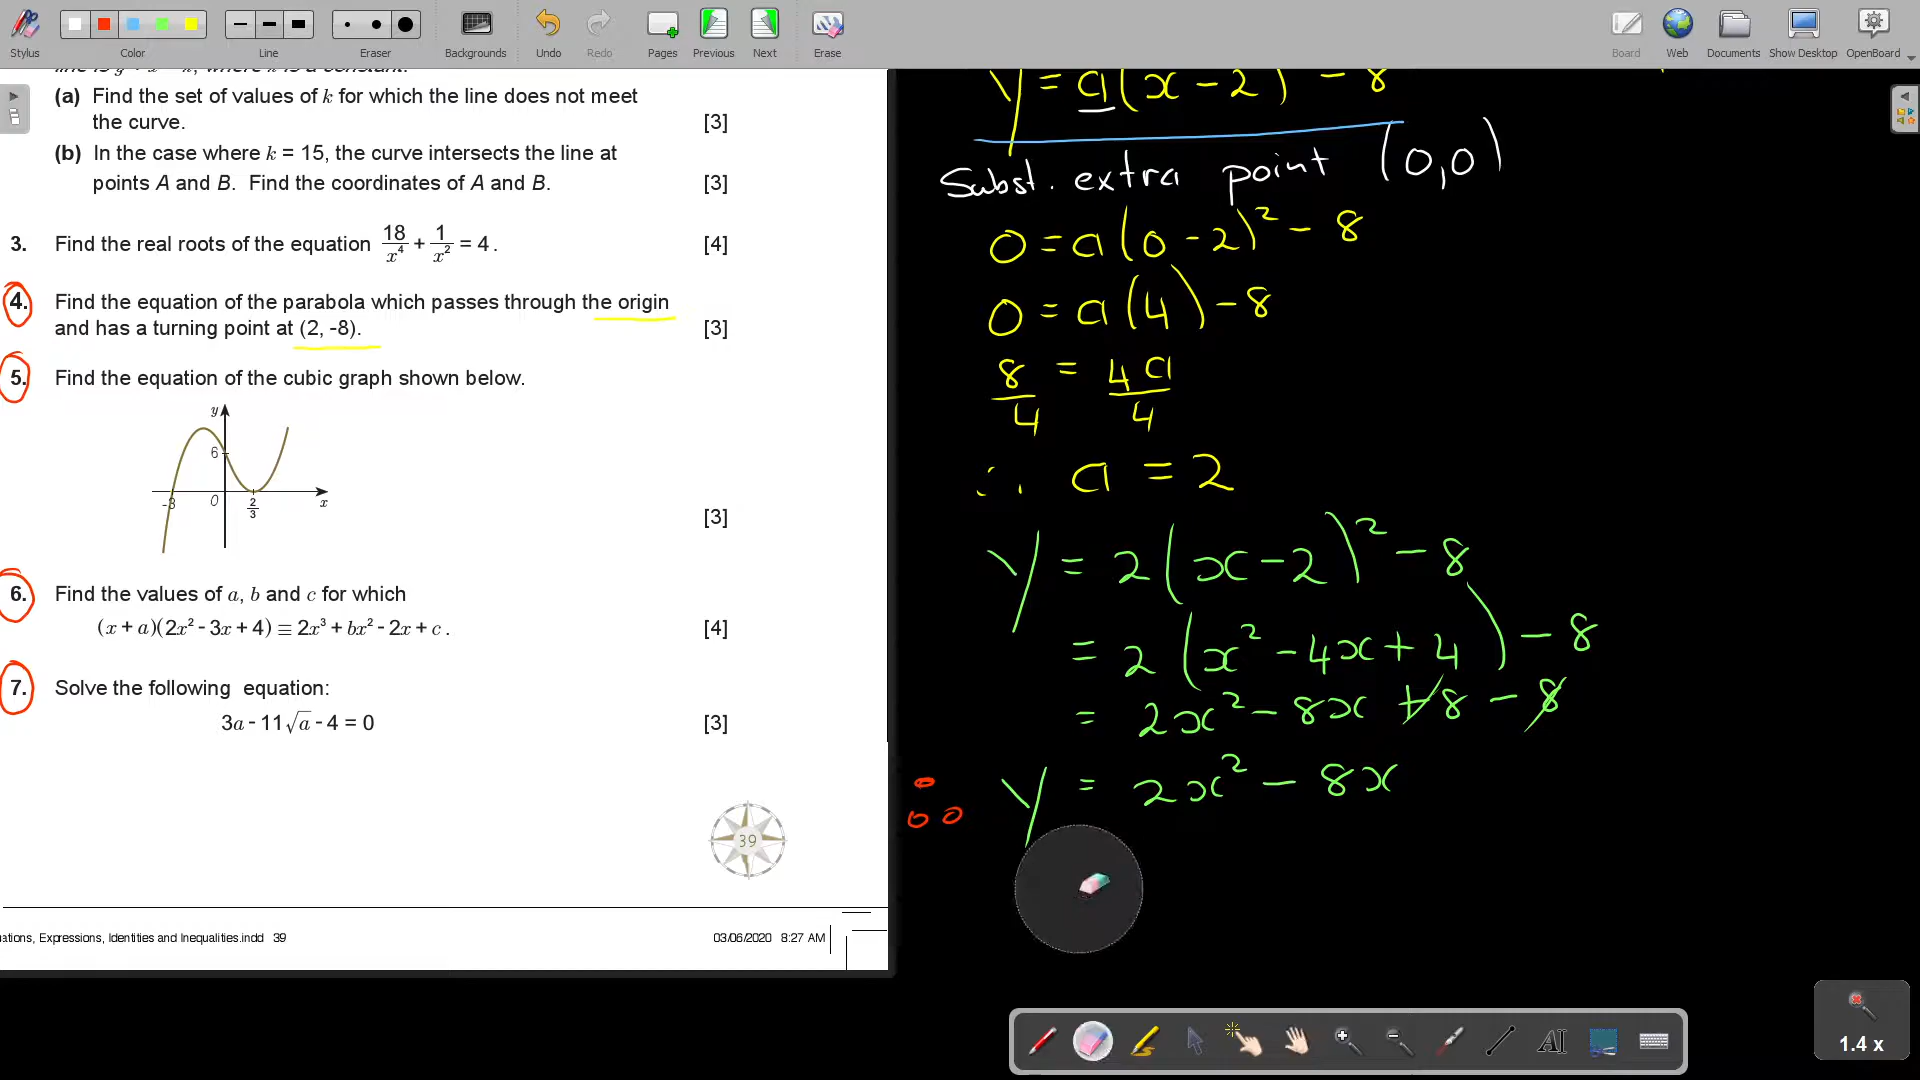 Stylus Color Line Eraser Backgrounds Undo Redo Pages Previous Next Erase Board Web Documents Show Desktop OpenBoard
(a) Find the set of values of k for which the line does not meet
the curve. [3]
(b) In the case where k = 15, the curve intersects the line at
points A and B. Find the coordinates of A and B. [3]
3. Find the real roots of the equation 18/x⁴ + 1/x² = 4 . [4]
4. Find the equation of the parabola which passes through the origin
and has a turning point at (2, -8). [3]
5. Find the equation of the cubic graph shown below.
y
6
-3 0 2/3 x
[3]
6. Find the values of a, b and c for which
(x + a)(2x² - 3x + 4) ≡ 2x³ + bx² - 2x + c . [4]
7. Solve the following equation:
3a - 11√a - 4 = 0 [3]
39
ations, Expressions, Identities and Inequalities.indd 39 03/06/2020 8:27 AM
y = a(x - 2) - 8
Subst. extra point (0,0)
0 = a(0 - 2)² - 8
0 = a(4) - 8
8/4 = 4a/4
∴ a = 2
y = 2(x - 2)² - 8
= 2(x² - 4x + 4) - 8
= 2x² - 8x + 8 - 8
y = 2x² - 8x
1.4 x